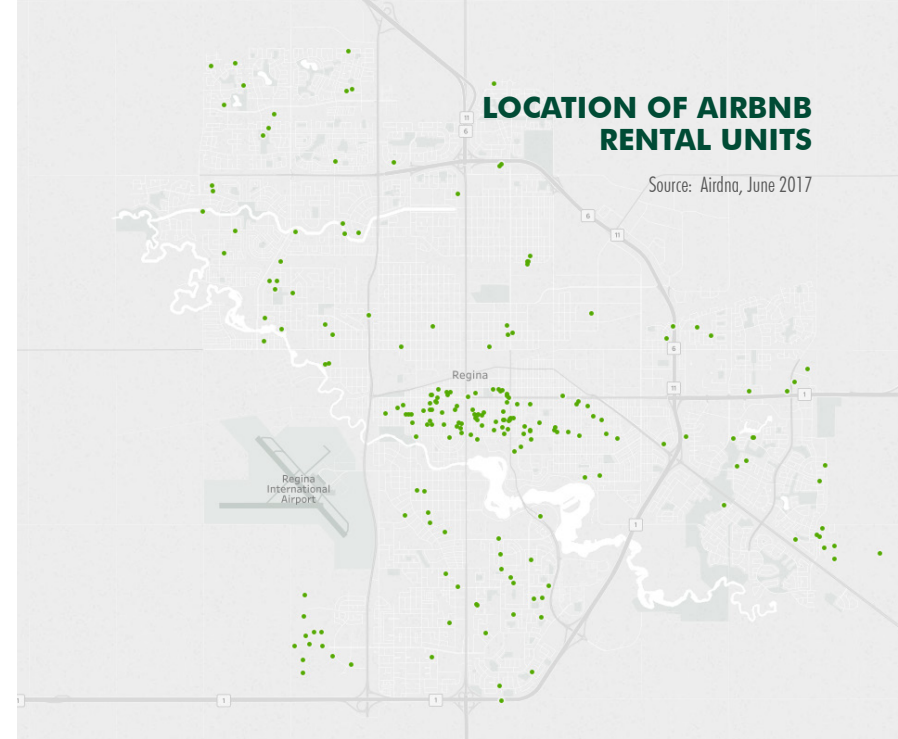 LOCATION OF AIRBNB
RENTAL UNITS
Source: Airdna, June 2017
11
6
6
11
Regina
6
11
1
Regina
International
Airport
1
1
1